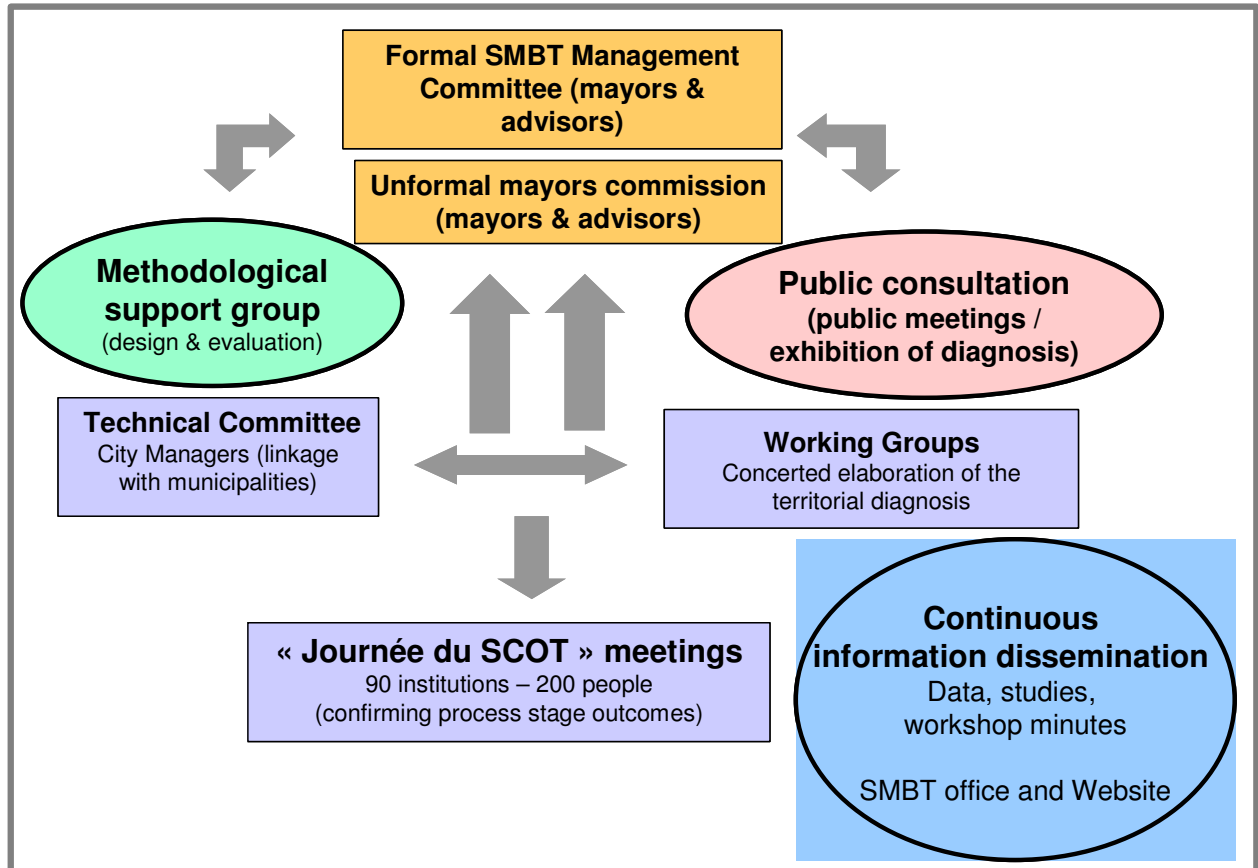 Formal SMBT Management
Committee (mayors &
advisors)
Unformal mayors commission
(mayors & advisors)
Methodological
support group
(design & evaluation)
Public consultation
(public meetings /
exhibition of diagnosis)
Technical Committee
City Managers (linkage
with municipalities)
Working Groups
Concerted elaboration of the
territorial diagnosis
« Journée du SCOT » meetings
90 institutions – 200 people
(confirming process stage outcomes)
Continuous
information dissemination
Data, studies,
workshop minutes
SMBT office and Website